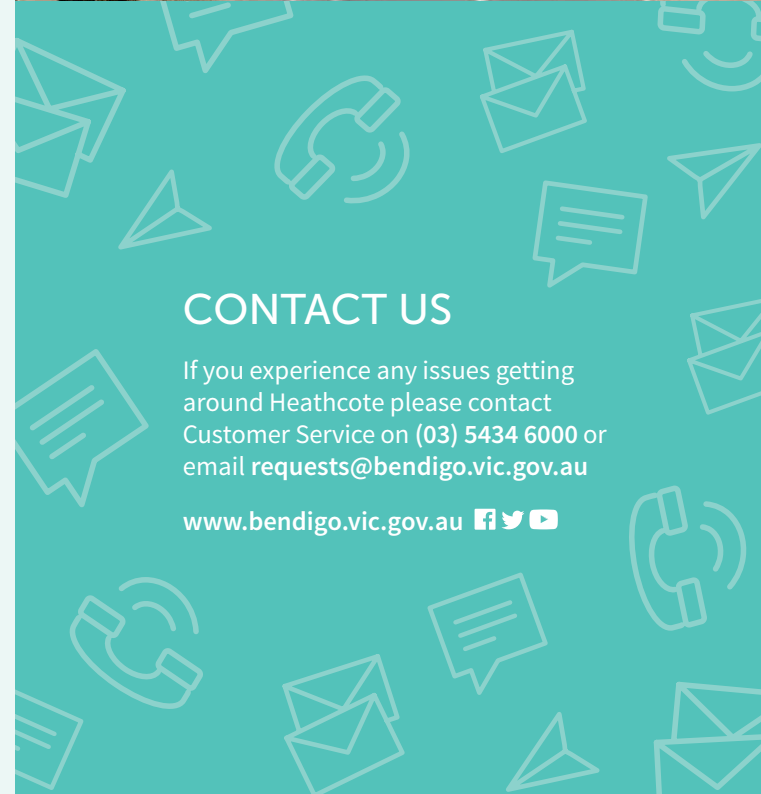 CONTACT US
If you experience any issues getting
around Heathcote please contact
Customer Service on (03) 5434 6000 or
email requests@bendigo.vic.gov.au
www.bendigo.vic.gov.au